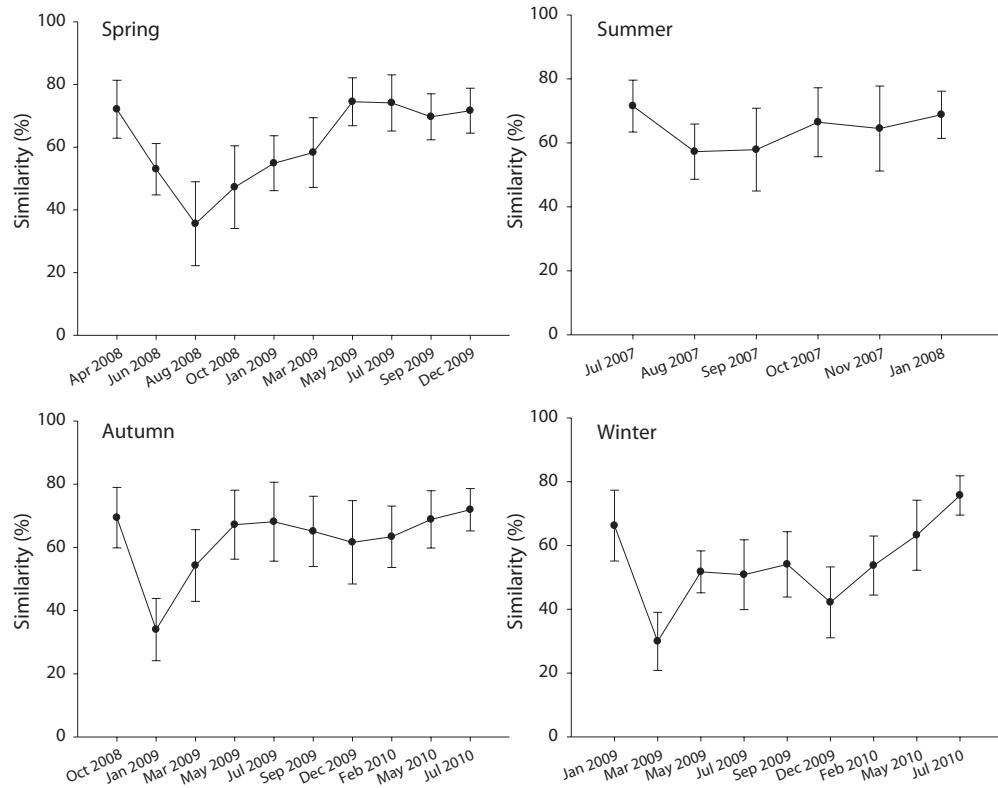 Spring
Similarity (%)
100
80
60
40
20
0
Apr 2008
Jun 2008
Aug 2008
Oct 2008
Jan 2009
Mar 2009
May 2009
Jul 2009
Sep 2009
Dec 2009
Summer
Similarity (%)
100
80
60
40
20
0
Jul 2007
Aug 2007
Sep 2007
Oct 2007
Nov 2007
Jan 2008
Autumn
Similarity (%)
100
80
60
40
20
0
Oct 2008
Jan 2009
Mar 2009
May 2009
Jul 2009
Sep 2009
Dec 2009
Feb 2010
May 2010
Jul 2010
Winter
Similarity (%)
100
80
60
40
20
0
Jan 2009
Mar 2009
May 2009
Jul 2009
Sep 2009
Dec 2009
Feb 2010
May 2010
Jul 2010